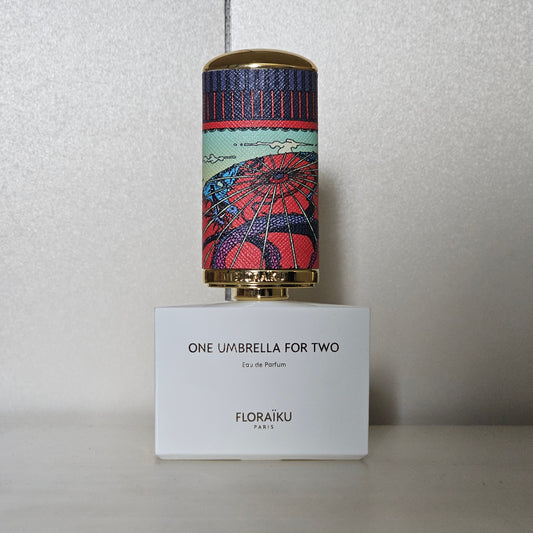 ONE UMBRELLA FOR TWO
Eau de Parfum
FLORAÏKU
PARIS